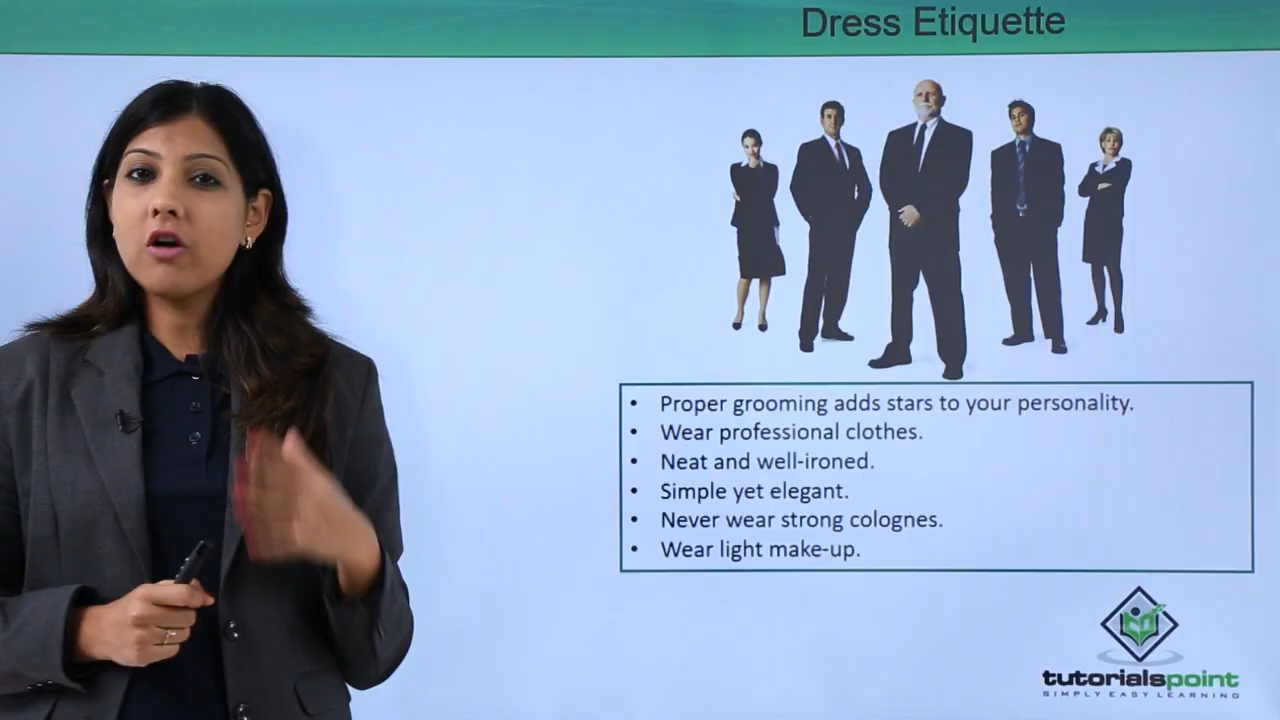 Dress Etiquette
• Proper grooming adds stars to your personality.
• Wear professional clothes.
• Neat and well-ironed.
• Simple yet elegant.
• Never wear strong colognes.
• Wear light make-up.
tutorialspoint
SIMPLY EASY LEARNING